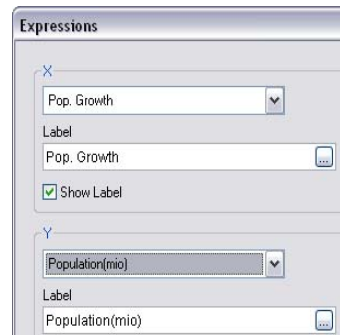 Expressions
X
Pop. Growth
Label
Pop. Growth
...
Show Label
Y
Population(mio)
Label
Population(mio)
...